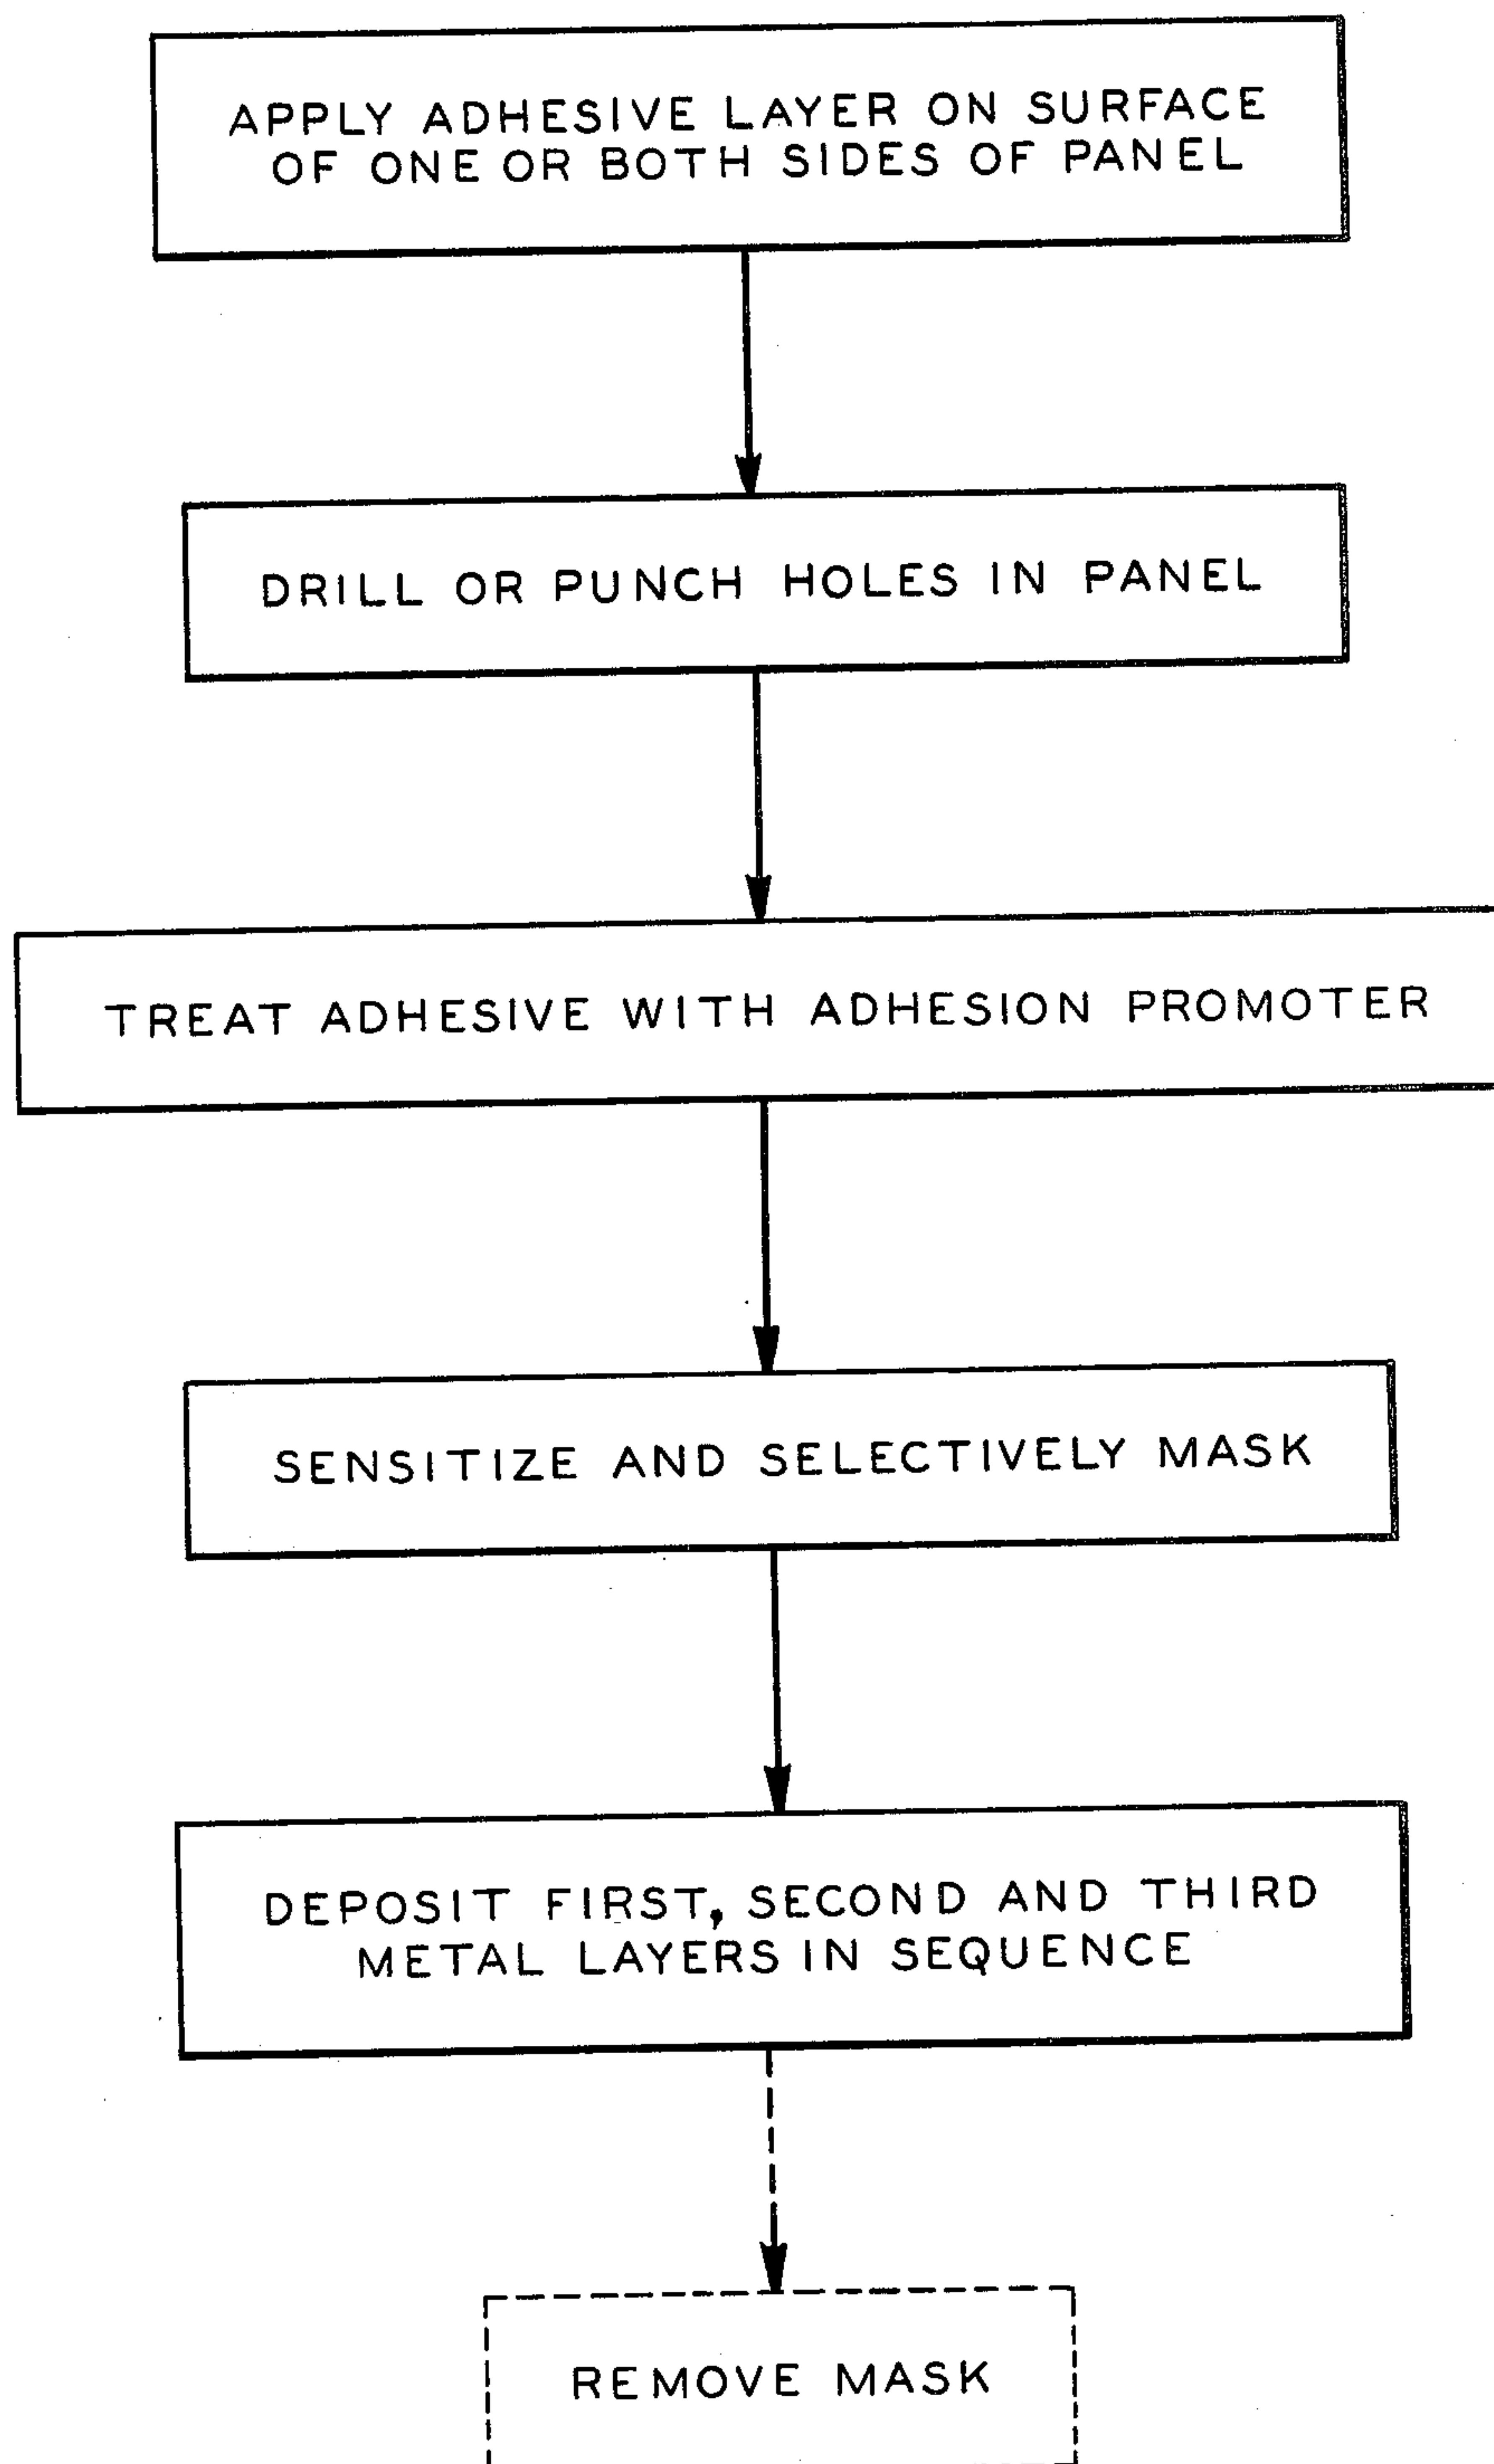 APPLY ADHESIVE LAYER ON SURFACE
OF ONE OR BOTH SIDES OF PANEL
DRILL OR PUNCH HOLES IN PANEL
TREAT ADHESIVE WITH ADHESION PROMOTER
SENSITIZE AND SELECTIVELY MASK
DEPOSIT FIRST, SECOND AND THIRD
METAL LAYERS IN SEQUENCE
REMOVE MASK